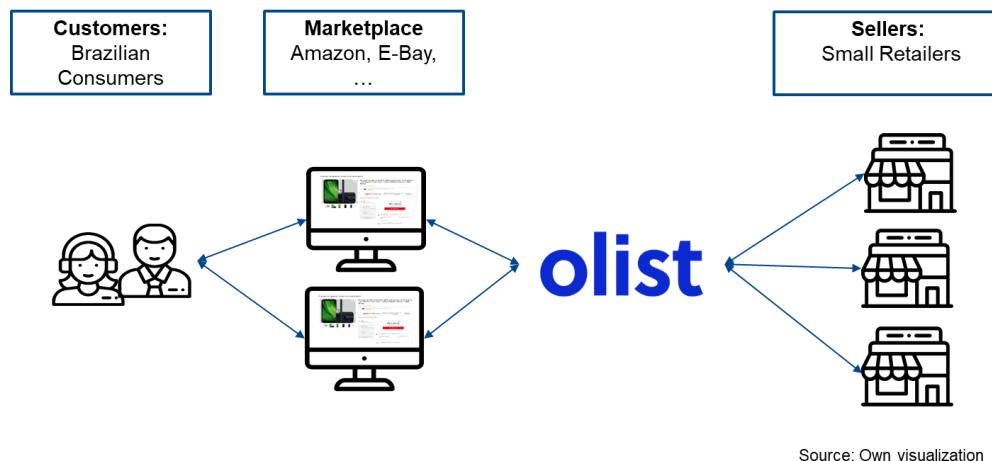 Customers:
Brazilian
Consumers
Marketplace
Amazon, E-Bay,
…
Sellers:
Small Retailers
olist
Source: Own visualization